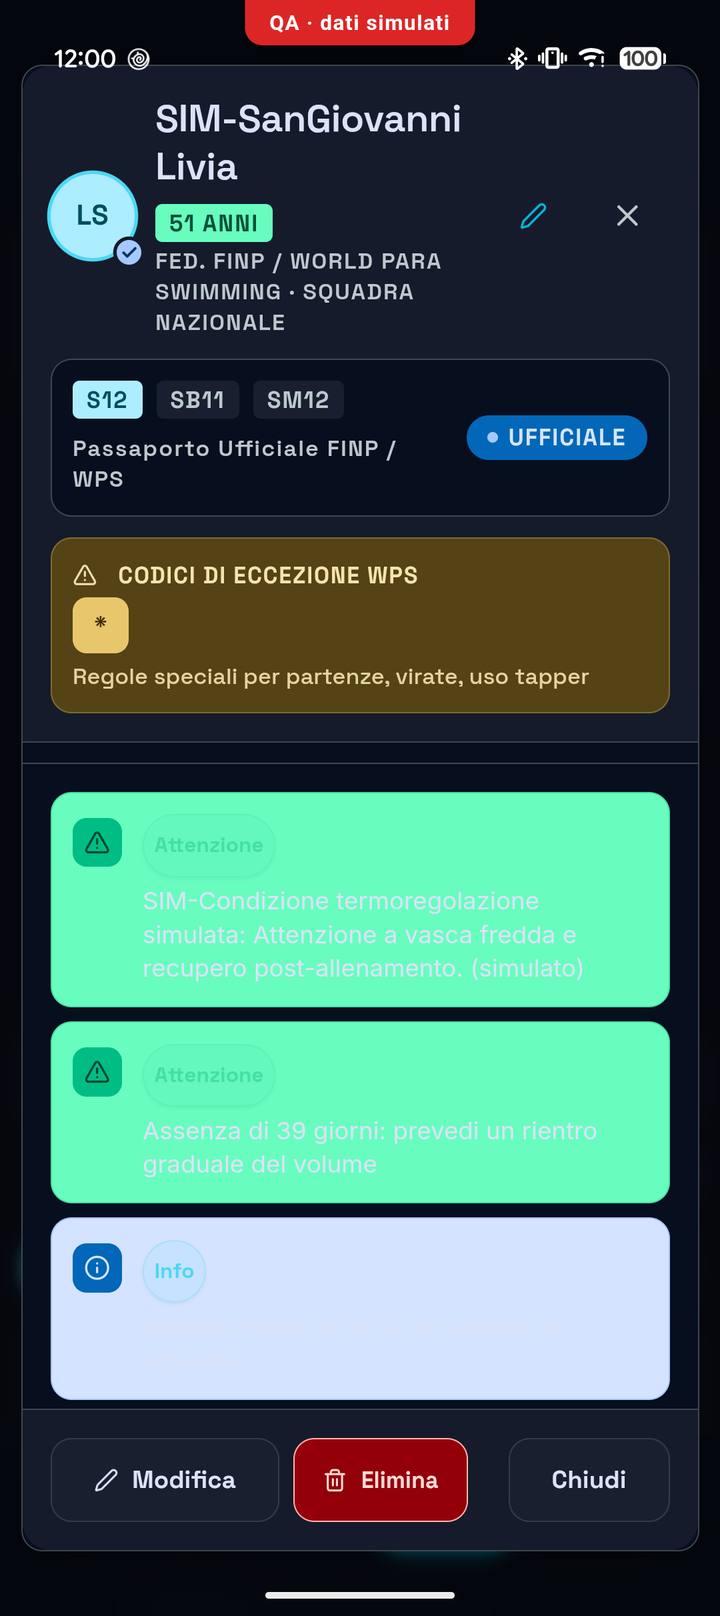 QA · dati simulati
12:00
100
SIM-SanGiovanni
Livia
LS
51 ANNI
FED. FINP / WORLD PARA
SWIMMING · SQUADRA
NAZIONALE
S12 SB11 SM12
Passaporto Ufficiale FINP /
WPS
UFFICIALE
CODICI DI ECCEZIONE WPS
*
Regole speciali per partenze, virate, uso tapper
Attenzione
SIM-Condizione termoregolazione
simulata: Attenzione a vasca fredda e
recupero post-allenamento. (simulato)
Attenzione
Assenza di 39 giorni: prevedi un rientro
graduale del volume
Info
Modifica
Elimina
Chiudi